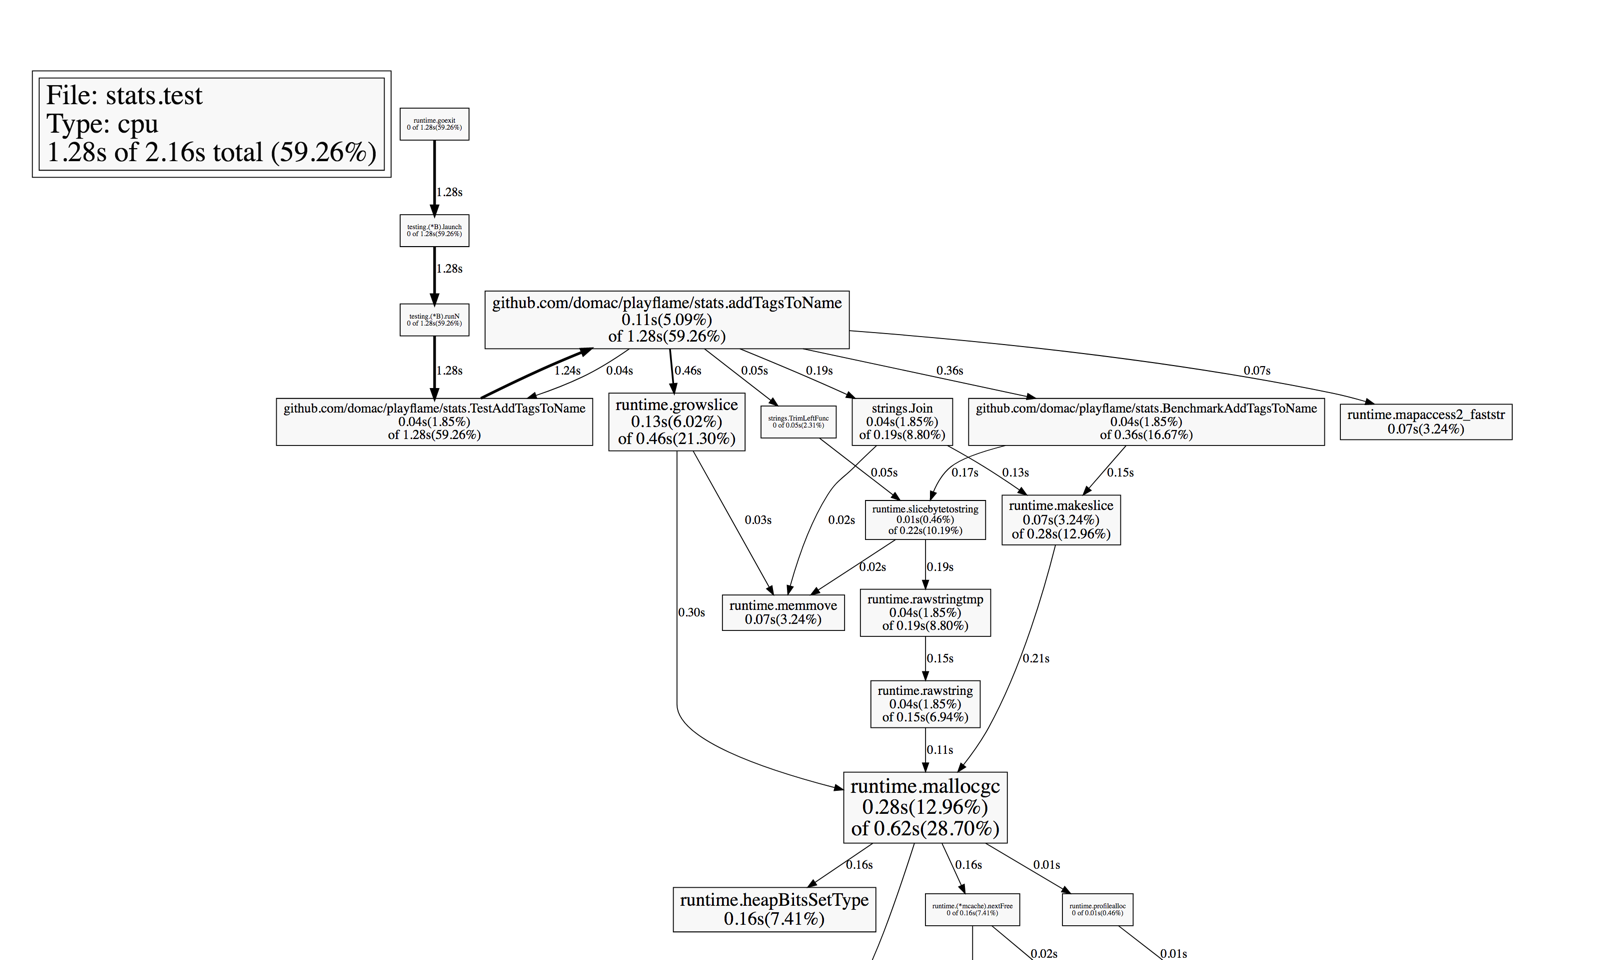 File: stats.test
Type: cpu
1.28s of 2.16s total (59.26%)
runtime.goexit
0 of 1.28s(59.26%)
1.28s
testing.(*B).launch
0 of 1.28s(59.26%)
1.28s
testing.(*B).runN
0 of 1.28s(59.26%)
1.28s
github.com/domac/playflame/stats.addTagsToName
0.11s(5.09%)
of 1.28s(59.26%)
1.24s
0.04s
0.46s
0.05s
0.19s
0.36s
0.07s
github.com/domac/playflame/stats.TestAddTagsToName
0.04s(1.85%)
of 1.28s(59.26%)
runtime.growslice
0.13s(6.02%)
of 0.46s(21.30%)
strings.TrimLeftFunc
0 of 0.05s(2.31%)
strings.Join
0.04s(1.85%)
of 0.19s(8.80%)
github.com/domac/playflame/stats.BenchmarkAddTagsToName
0.04s(1.85%)
of 0.36s(16.67%)
runtime.mapaccess2_faststr
0.07s(3.24%)
0.05s
0.17s
0.13s
0.15s
0.03s
0.02s
runtime.slicebytetostring
0.01s(0.46%)
of 0.22s(10.19%)
runtime.makeslice
0.07s(3.24%)
of 0.28s(12.96%)
0.02s
0.19s
runtime.memmove
0.07s(3.24%)
runtime.rawstringtmp
0.04s(1.85%)
of 0.19s(8.80%)
0.30s
0.15s
0.21s
runtime.rawstring
0.04s(1.85%)
of 0.15s(6.94%)
0.11s
runtime.mallocgc
0.28s(12.96%)
of 0.62s(28.70%)
0.16s
0.16s
0.01s
runtime.heapBitsSetType
0.16s(7.41%)
runtime.(*mcache).nextFree
0 of 0.16s(7.41%)
runtime.profilealloc
0 of 0.01s(0.46%)
0.02s
0.01s